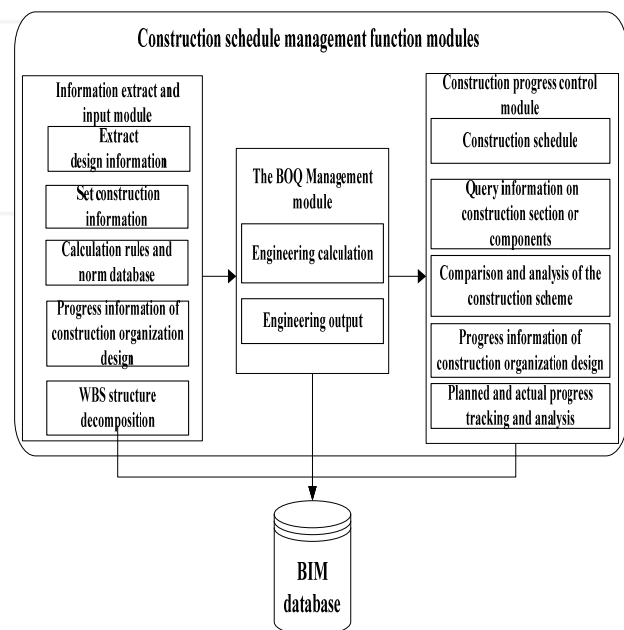 Construction schedule management function modules
Information extract and
input module
Extract
design information
Set construction
information
Calculation rules and
norm database
Progress information of
construction organization
design
WBS structure
decomposition
The BOQ Management
module
Engineering calculation
Engineering output
Construction progress control
module
Construction schedule
Query information on
construction section or
components
Comparison and analysis of the
construction scheme
Progress information of
construction organization design
Planned and actual progress
tracking and analysis
BIM
database